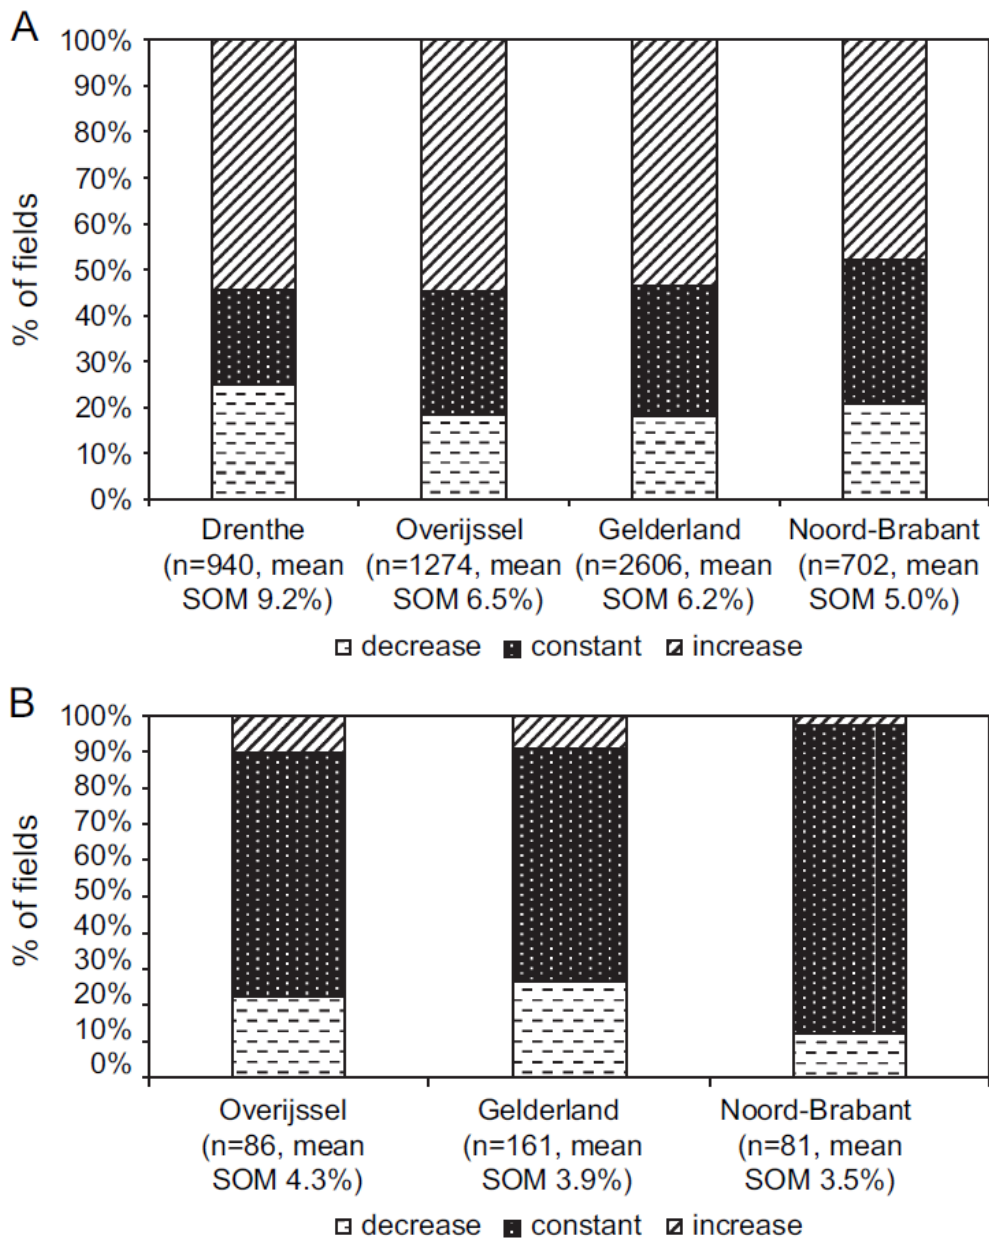 A
100%
90%
80%
70%
60%
50%
40%
30%
20%
10%
0%
% of fields
Drenthe
(n=940, mean
SOM 9.2%)
Overijssel
(n=1274, mean
SOM 6.5%)
Gelderland
(n=2606, mean
SOM 6.2%)
Noord-Brabant
(n=702, mean
SOM 5.0%)
decrease constant increase
B
100%
90%
80%
70%
60%
50%
40%
30%
20%
10%
0%
% of fields
Overijssel
(n=86, mean
SOM 4.3%)
Gelderland
(n=161, mean
SOM 3.9%)
Noord-Brabant
(n=81, mean
SOM 3.5%)
decrease constant increase